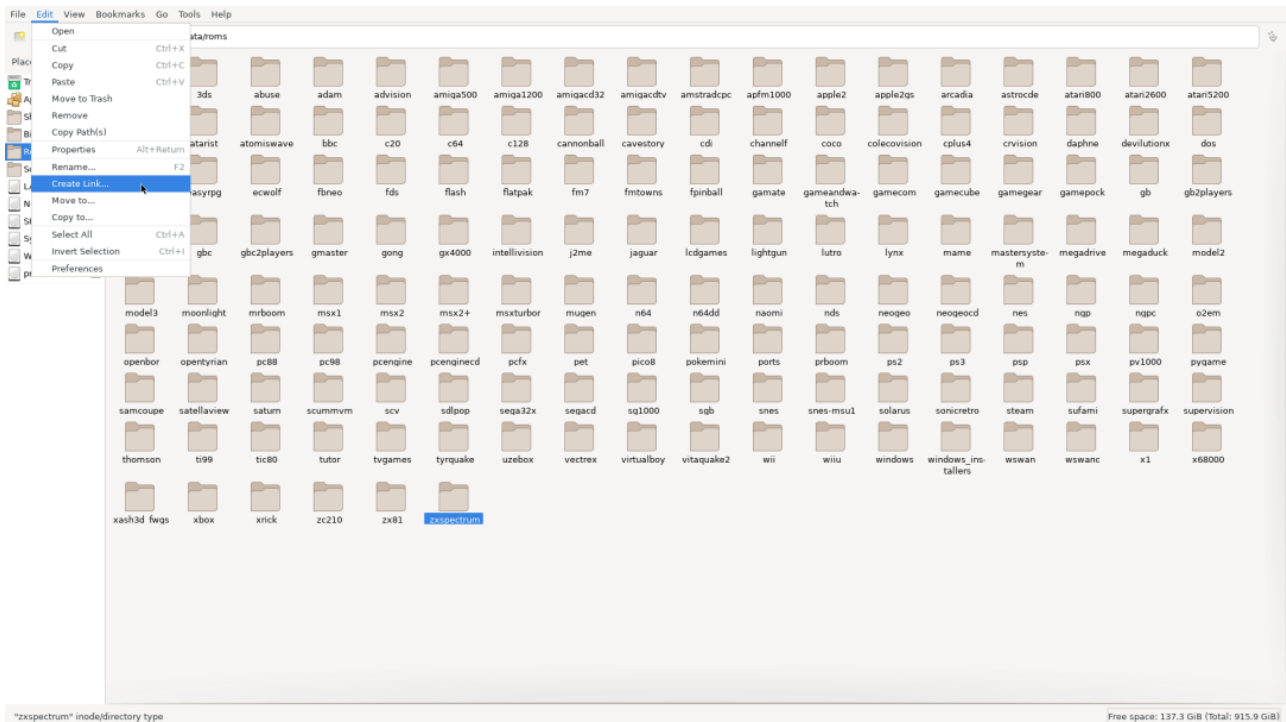 File Edit View Bookmarks Go Tools Help
Open
Cut Ctrl+X
Copy Ctrl+C
Paste Ctrl+V
Move to Trash
Remove
Copy Path(s)
Properties Alt+Return
Rename... F2
Create Link...
Move to...
Copy to...
Select All Ctrl+A
Invert Selection Ctrl+I
Preferences
ata/roms
Plac
Tr
Ap
Sh
Bi
R
Se
L
N
Sh
Sy
W
pr
3ds abuse adam advision amiga500 amiga1200 amigacd32 amigacdtv amstradcpc apfm1000 apple2 apple2gs arcadia astrocde atari800 atari2600 atari5200
atarist atomiswave bbc c20 c64 c128 cannonball cavestory cdi channelf coco colecovision cplus4 crvision daphne devilutionx dos
easyrpg ecwolf fbneo fds flash flatpak fm7 fmtowns fpinball gamate gameandwa- gamecom gamecube gamegear gamepock gb gb2players
tch
gbc gbc2players gmaster gong gx4000 intellivision j2me jaguar lcdgames lightgun lutro lynx mame mastersyste- megadrive megaduck model2
m
model3 moonlight mrboom msx1 msx2 msx2+ msxturbor mugen n64 n64dd naomi nds neogeo neogeocd nes ngp ngpc o2em
openbor opentyrian pc88 pc98 pcengine pcenginecd pcfx pet pico8 pokemini ports prboom ps2 ps3 psp psx pv1000 pygame
samcoupe satellaview saturn scummvm scv sdlpop sega32x segacd sg1000 sgb snes snes-msu1 solarus sonicretro steam sufami supergrafx supervision
thomson ti99 tic80 tutor tvgames tyrquake uzebox vectrex virtualboy vitaquake2 wii wiiu windows windows_ins- wswan wswanc x1 x68000
tallers
xash3d_fwgs xbox xrick zc210 zx81 zxspectrum
"zxspectrum" inode/directory type Free space: 137.3 GiB (Total: 915.9 GiB)